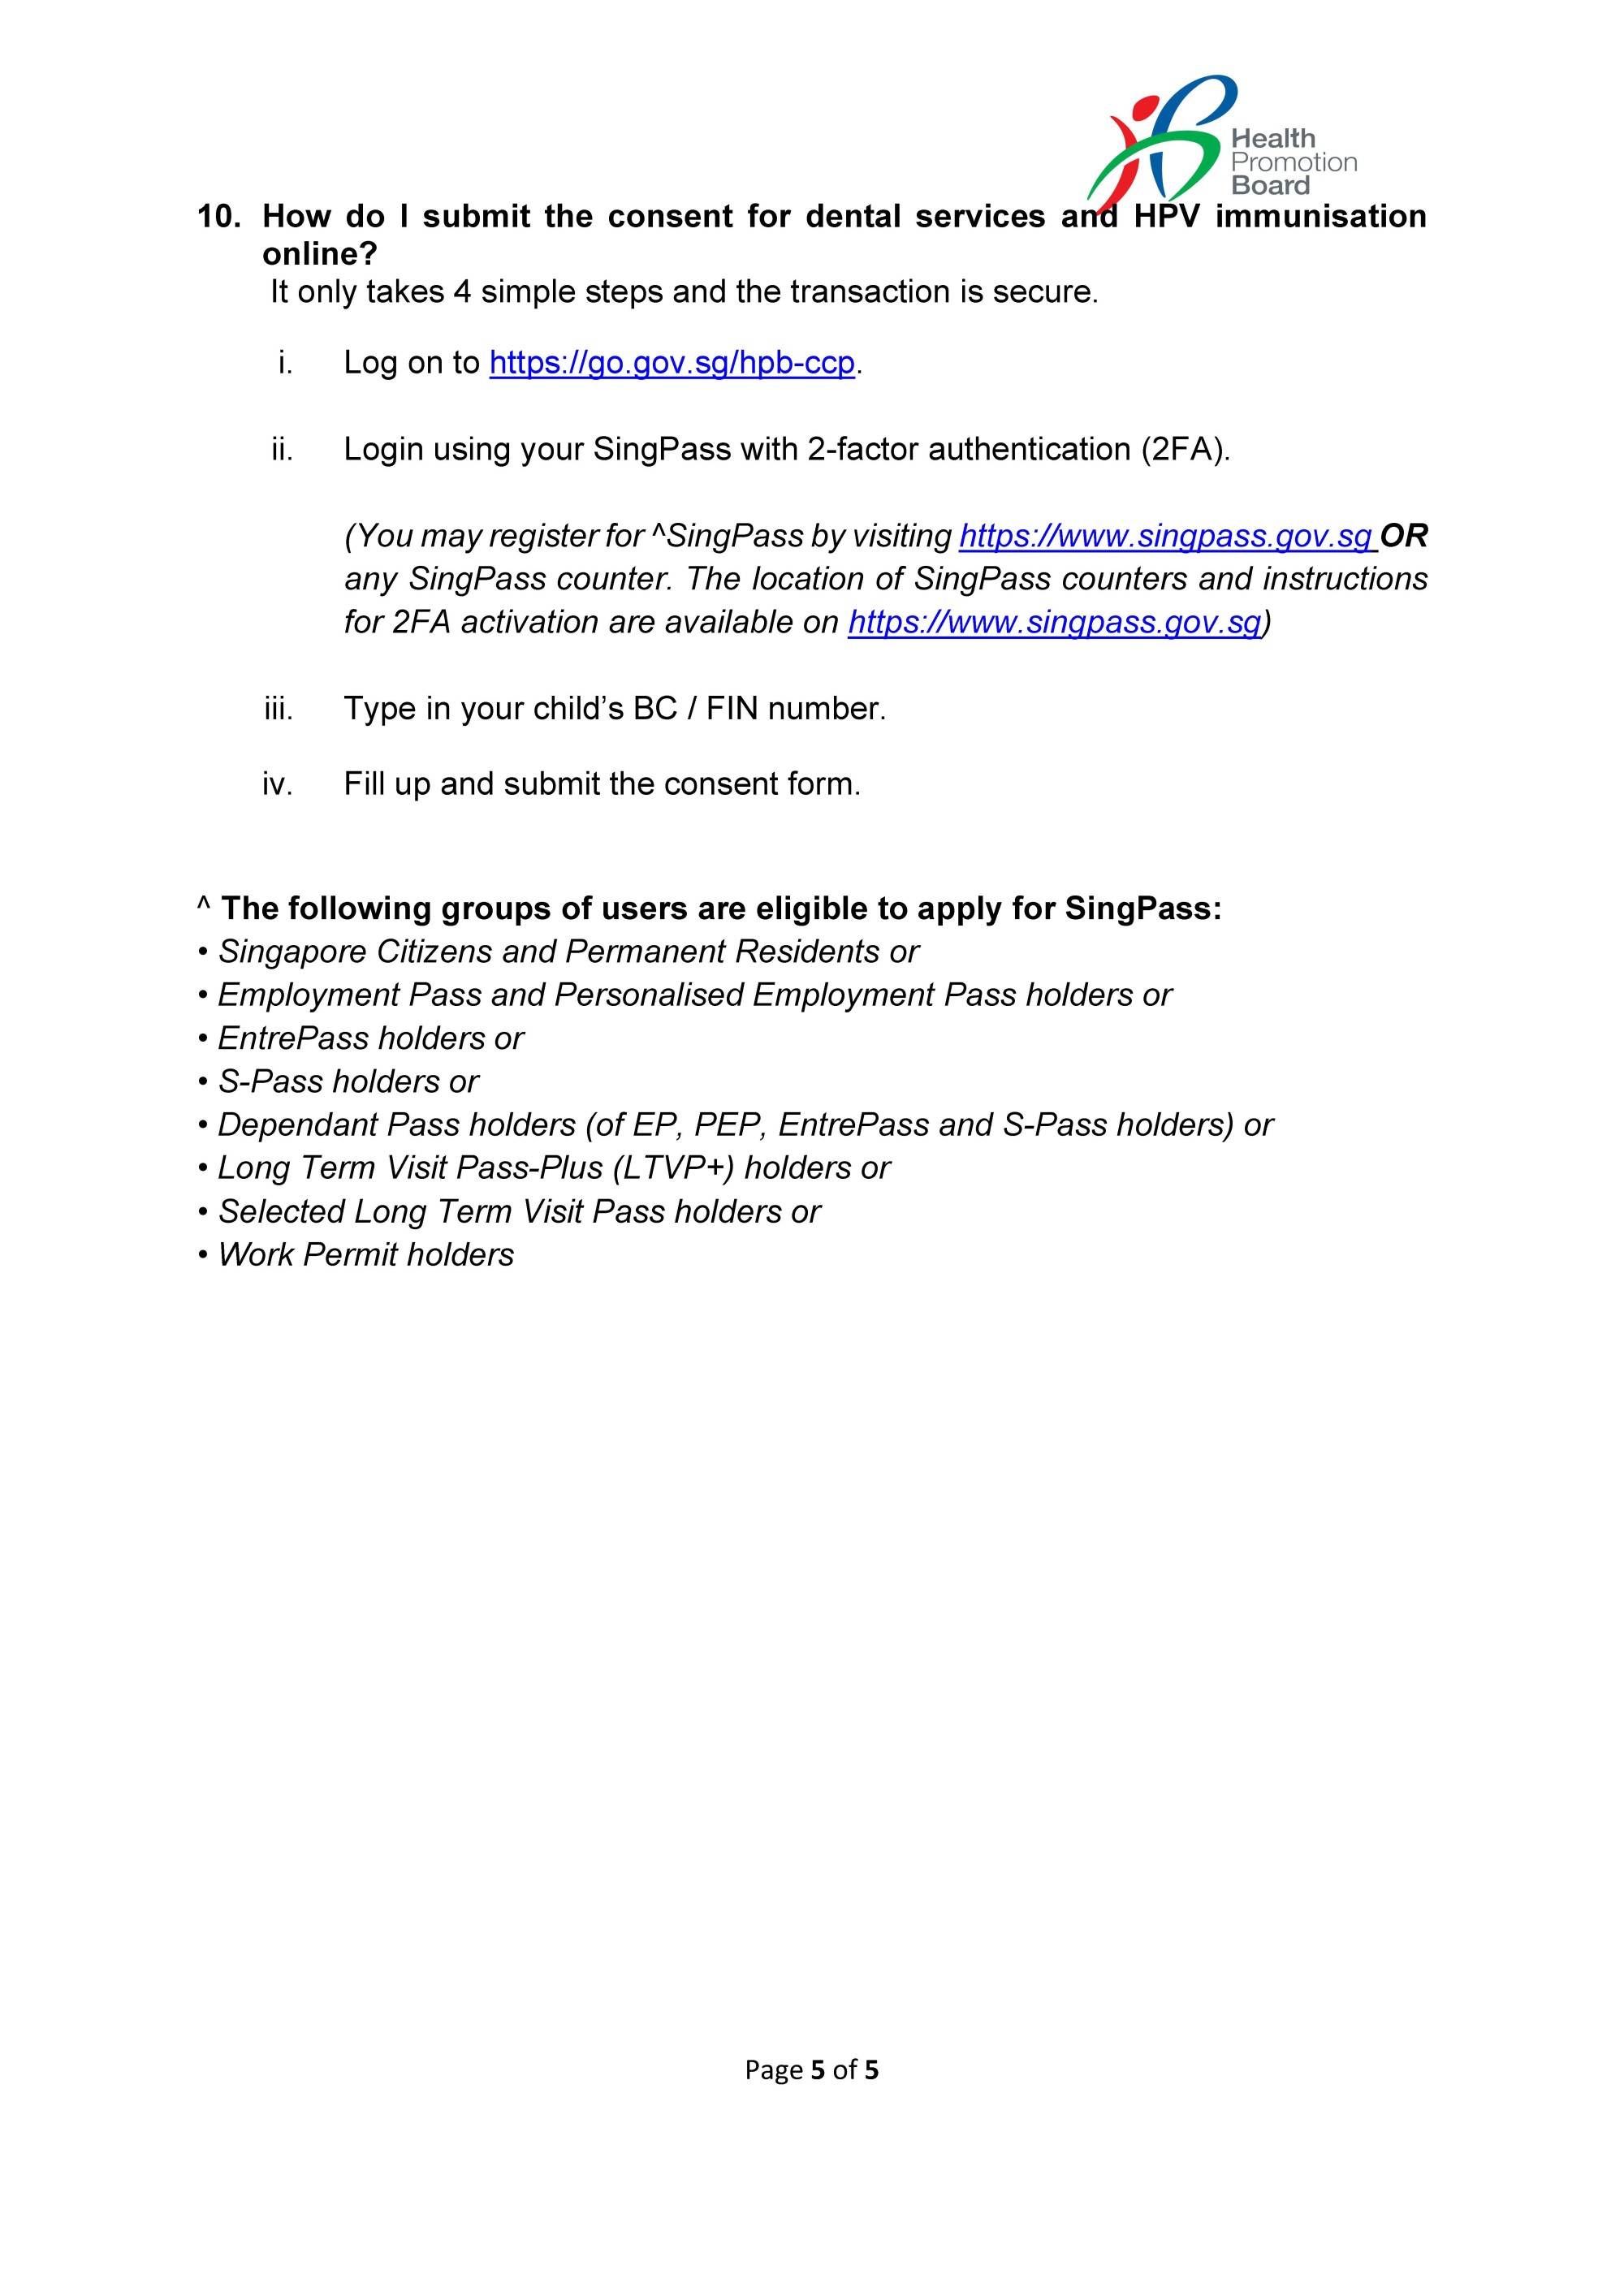 Health
Promotion
Board
10. How do I submit the consent for dental services and HPV immunisation
online?
It only takes 4 simple steps and the transaction is secure.
i. Log on to https://go.gov.sg/hpb-ccp.
ii. Login using your SingPass with 2-factor authentication (2FA).
(You may register for ^SingPass by visiting https://www.singpass.gov.sg OR
any SingPass counter. The location of SingPass counters and instructions
for 2FA activation are available on https://www.singpass.gov.sg)
iii. Type in your child’s BC / FIN number.
iv. Fill up and submit the consent form.
^ The following groups of users are eligible to apply for SingPass:
• Singapore Citizens and Permanent Residents or
• Employment Pass and Personalised Employment Pass holders or
• EntrePass holders or
• S-Pass holders or
• Dependant Pass holders (of EP, PEP, EntrePass and S-Pass holders) or
• Long Term Visit Pass-Plus (LTVP+) holders or
• Selected Long Term Visit Pass holders or
• Work Permit holders
Page 5 of 5